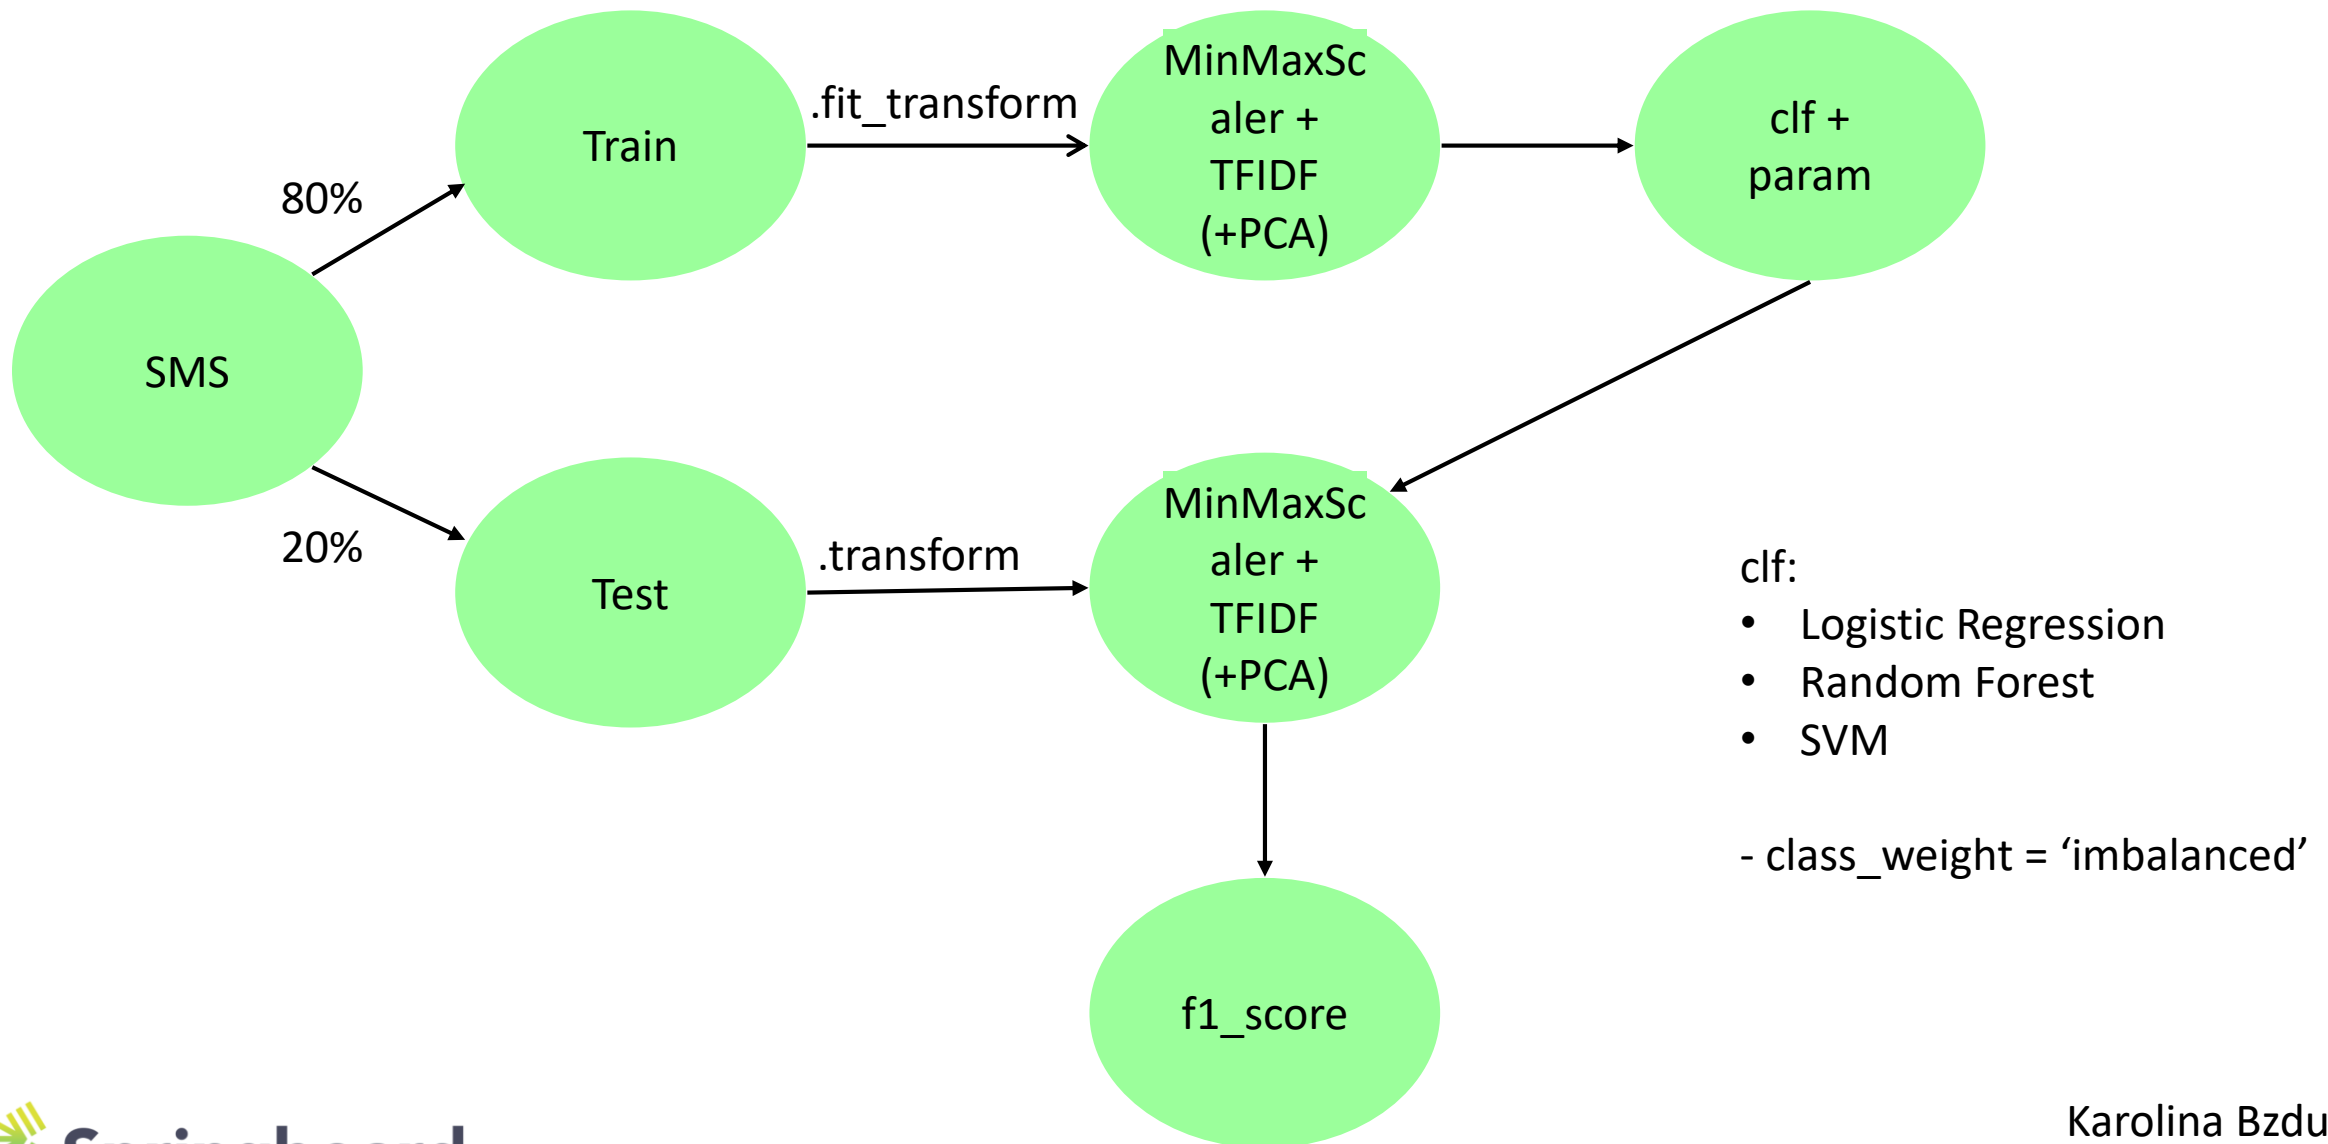 MinMaxSc
aler +
TFIDF
(+PCA)
.fit_transform
Train
clf +
param
80%
SMS
20%
Test
.transform
MinMaxSc
aler +
TFIDF
(+PCA)
clf:
• Logistic Regression
• Random Forest
• SVM
- class_weight = ‘imbalanced’
f1_score
Springboard
Karolina Bzdu